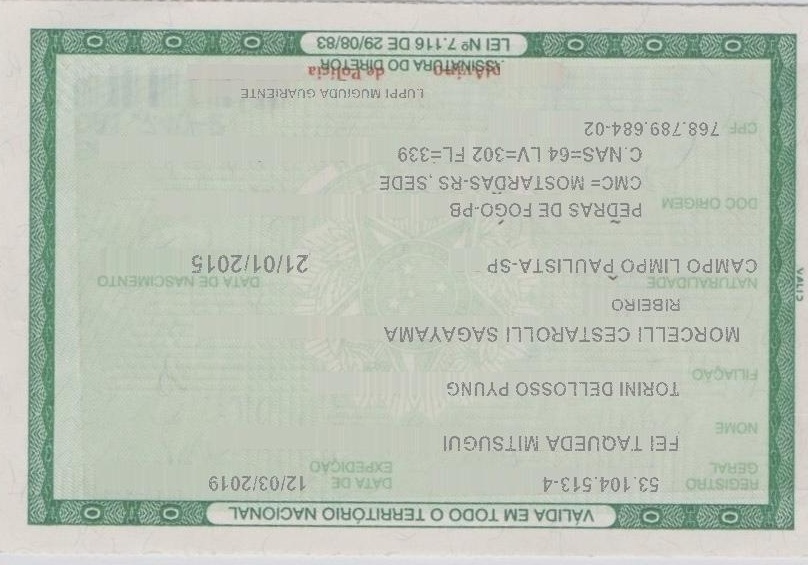 VÁLIDA EM TODO O TERRITÓRIO NACIONAL
REGISTRO GERAL 53.104.513-4 DATA DE EXPEDIÇÃO 12/03/2019
NOME FEI TAQUEDA MITSUGUI
TORINI DELLOSSO PYUNG
FILIAÇÃO
MORCELLI CESTAROLLI SAGAYAMA
RIBEIRO
NATURALIDADE DATA DE NASCIMENTO
CAMPO LIMPO PAULISTA-SP 21/01/2015
PEDRAS DE FOGO-PB
DOC ORIGEM
CMC= MOSTARDAS-RS ,SEDE
C.NAS=64 LV=302 FL=339
CPF 768.789.684-02
LUPPI MUGIUDA GUARIENTE
ASSINATURA DO DIRETOR
de Polícia
LEI Nº 7.116 DE 29/08/83